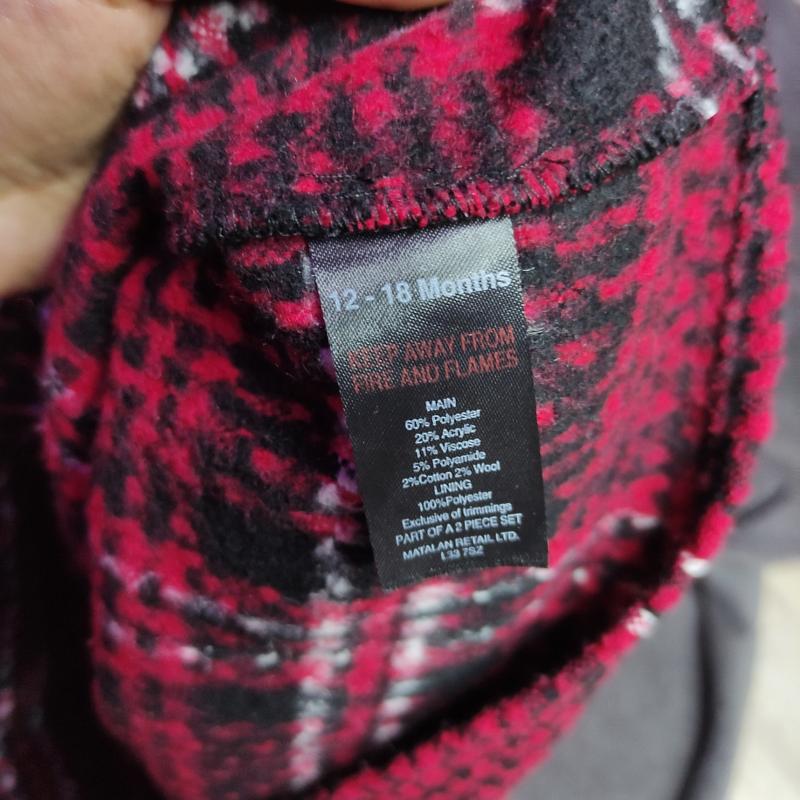 12 - 18 Months
KEEP AWAY FROM
FIRE AND FLAMES
MAIN
60% Polyester
20% Acrylic
11% Viscose
5% Polyamide
2%Cotton 2% Wool
LINING
100%Polyester
Exclusive of trimmings
PART OF A 2 PIECE SET
MATALAN RETAIL LTD.
L33 7SZ